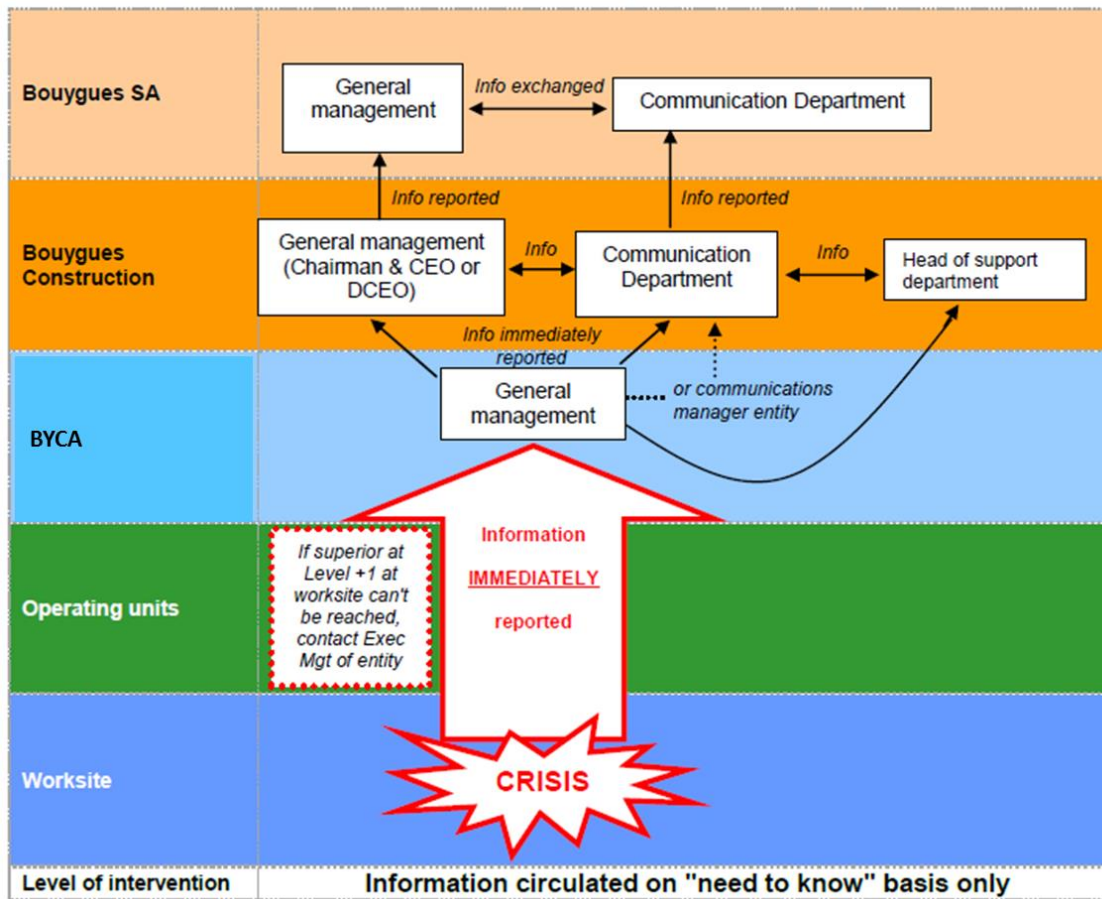 Bouygues SA
General
management
Info exchanged
Communication Department
Info reported
Info reported
Bouygues
Construction
General management
(Chairman & CEO or
DCEO)
Info
Communication
Department
Info
Head of support
department
Info immediately
reported
BYCA
General
management
or communications
manager entity
Operating units
If superior at
Level +1 at
worksite can't
be reached,
contact Exec
Mgt of entity
Information
IMMEDIATELY
reported
Worksite
CRISIS
Level of intervention
Information circulated on "need to know" basis only